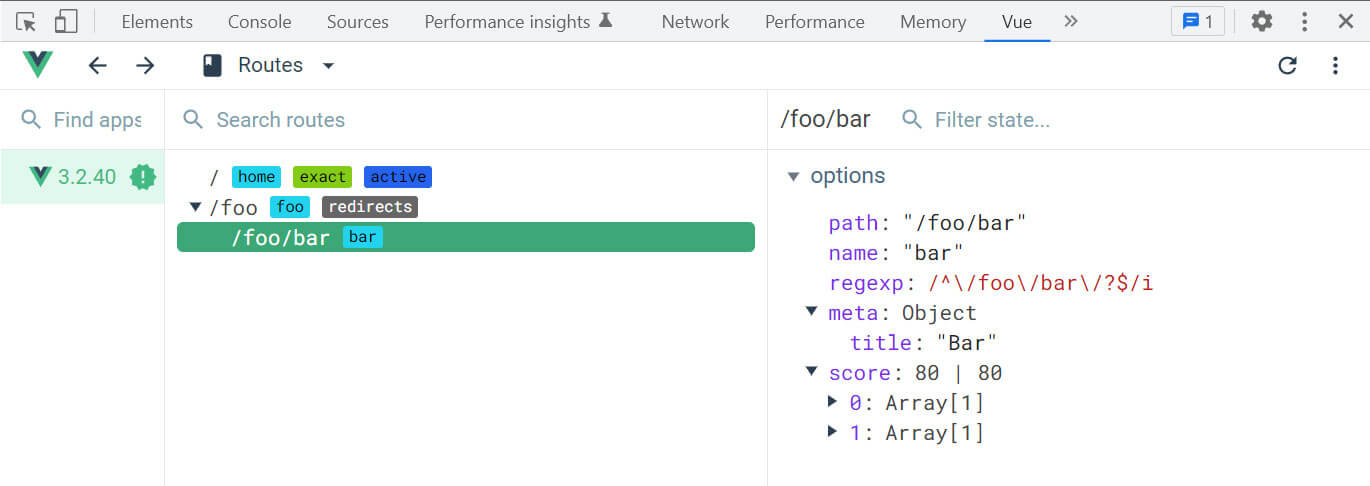 Elements Console Sources Performance insights Network Performance Memory Vue » 1
Routes
Find apps Search routes /foo/bar Filter state...
3.2.40 / home exact active options
/foo foo redirects path: "/foo/bar"
/foo/bar bar name: "bar"
regexp: /^\/foo\/bar\/?$/i
meta: Object
title: "Bar"
score: 80 | 80
0: Array[1]
1: Array[1]